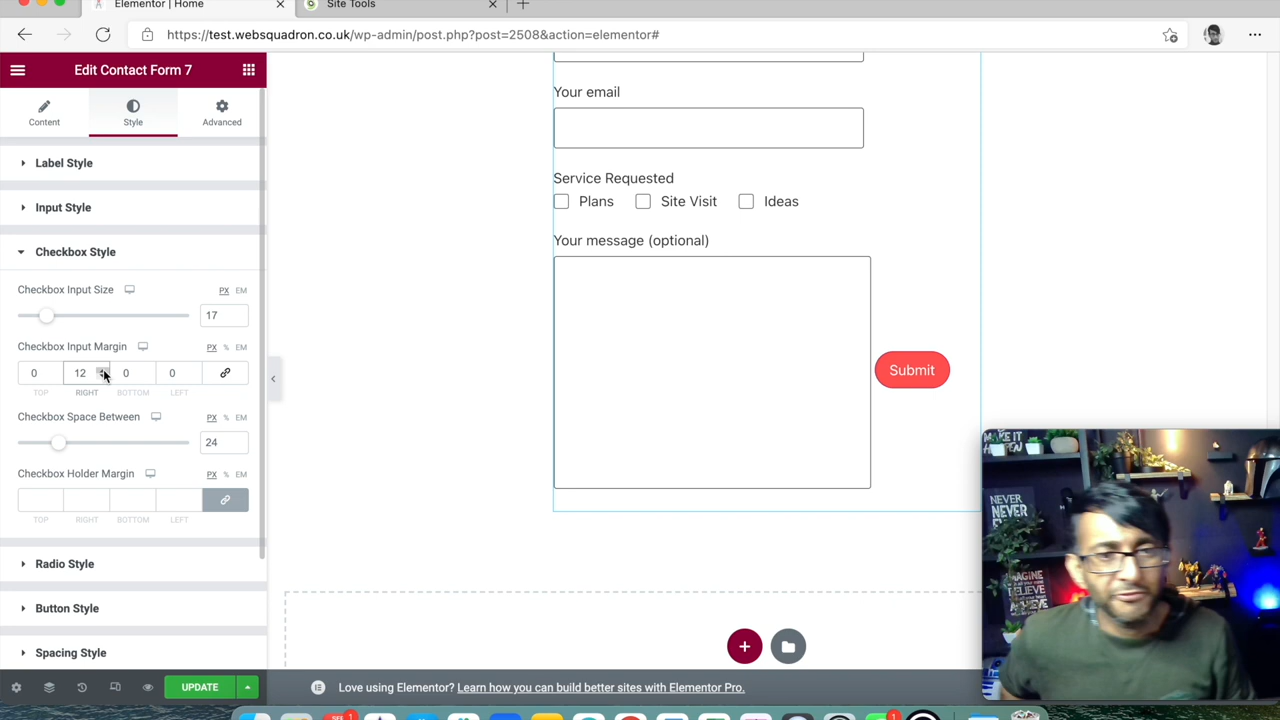 Elementor | Home
Site Tools
https://test.websquadron.co.uk/wp-admin/post.php?post=2508&action=elementor#
Edit Contact Form 7
Content
Style
Advanced
Label Style
Input Style
Checkbox Style
Checkbox Input Size
PX EM
17
Checkbox Input Margin
PX % EM
0 12 0 0
TOP RIGHT BOTTOM LEFT
Checkbox Space Between
PX % EM
24
Checkbox Holder Margin
PX % EM
TOP RIGHT BOTTOM LEFT
Radio Style
Button Style
Spacing Style
UPDATE
Your email
Service Requested
Plans Site Visit Ideas
Your message (optional)
Submit
Love using Elementor? Learn how you can build better sites with Elementor Pro.
MAKE IT
HAPPEN
NEVER
NEVER
IMAGINE